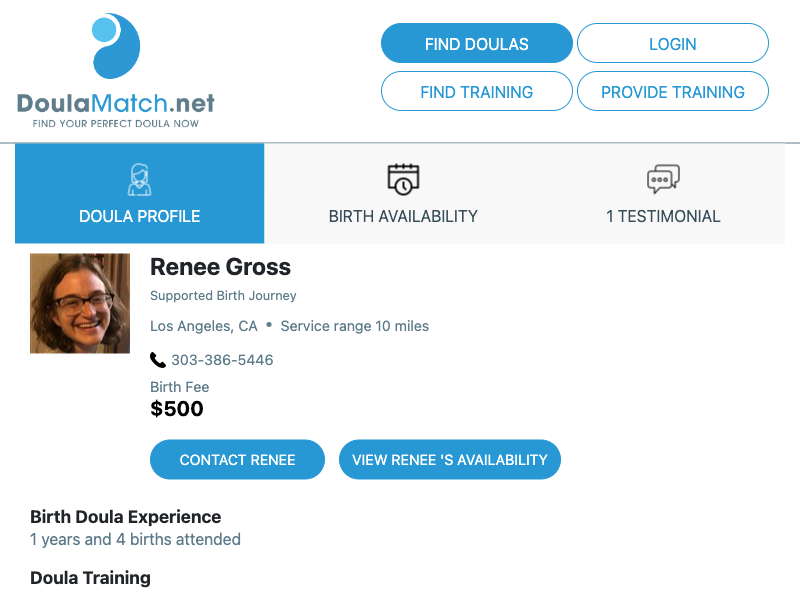 DoulaMatch.net
FIND YOUR PERFECT DOULA NOW
FIND DOULAS
LOGIN
FIND TRAINING
PROVIDE TRAINING
DOULA PROFILE
BIRTH AVAILABILITY
1 TESTIMONIAL
Renee Gross
Supported Birth Journey
Los Angeles, CA • Service range 10 miles
303-386-5446
Birth Fee
$500
CONTACT RENEE
VIEW RENEE 'S AVAILABILITY
Birth Doula Experience
1 years and 4 births attended
Doula Training